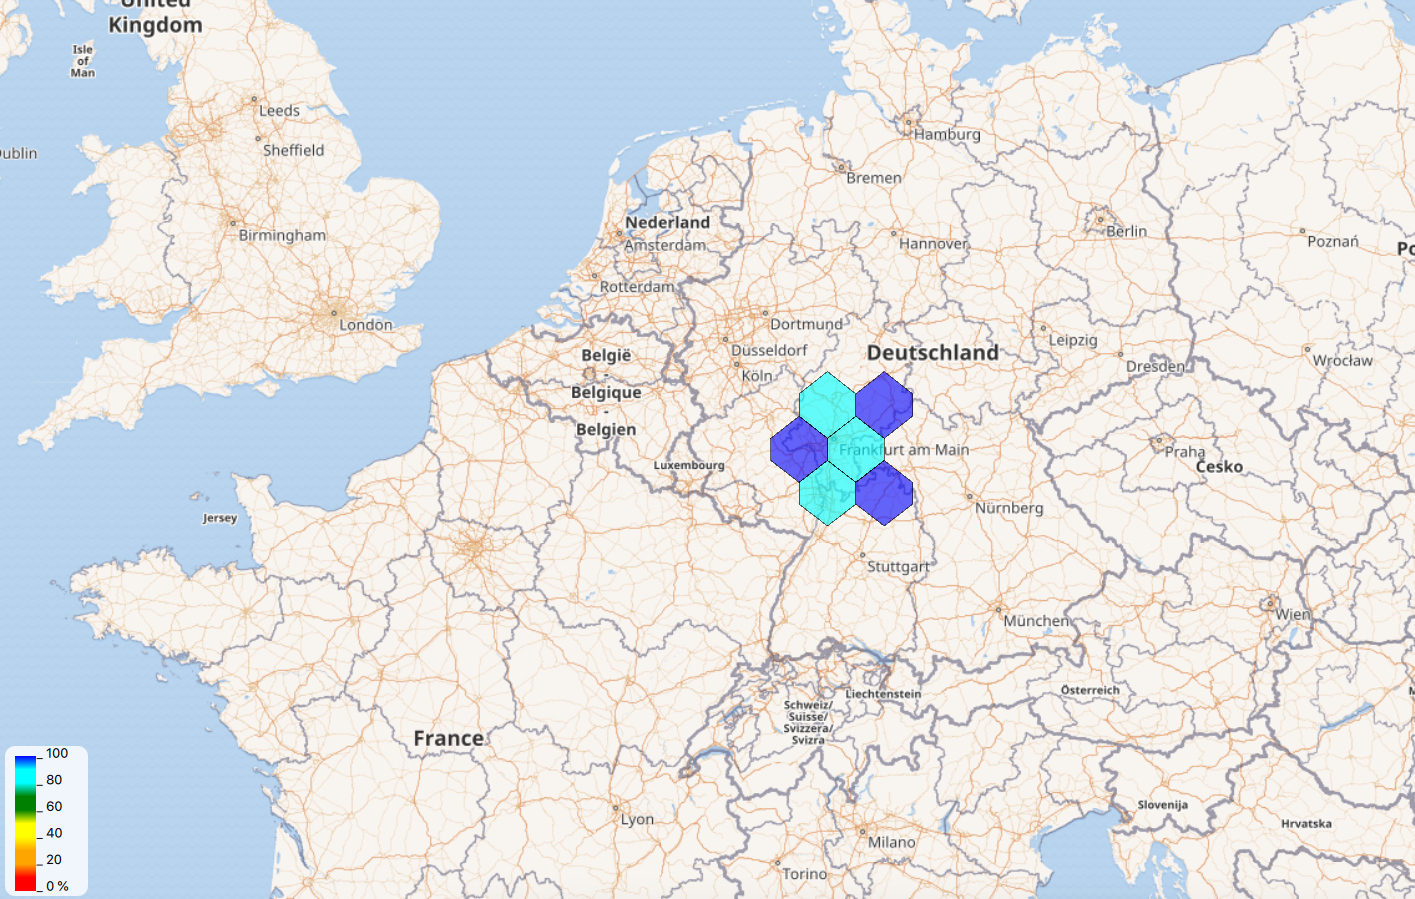 United
Kingdom
Isle
of
Man
Leeds
Sheffield
Dublin
Birmingham
London
Hamburg
Bremen
Nederland
Amsterdam
Rotterdam
Hannover
Berlin
Poznań
Po
Dortmund
Düsseldorf
Köln
Deutschland
Leipzig
Dresden
Wrocław
België
-
Belgique
-
Belgien
Luxembourg
Frankfurt am Main
Praha
Česko
Jersey
Nürnberg
Stuttgart
München
Wien
Liechtenstein
Österreich
Schweiz/
Suisse/
Svizzera/
Svizra
France
Lyon
Milano
Torino
Slovenija
Hrvatska
M
100
80
60
40
20
0 %